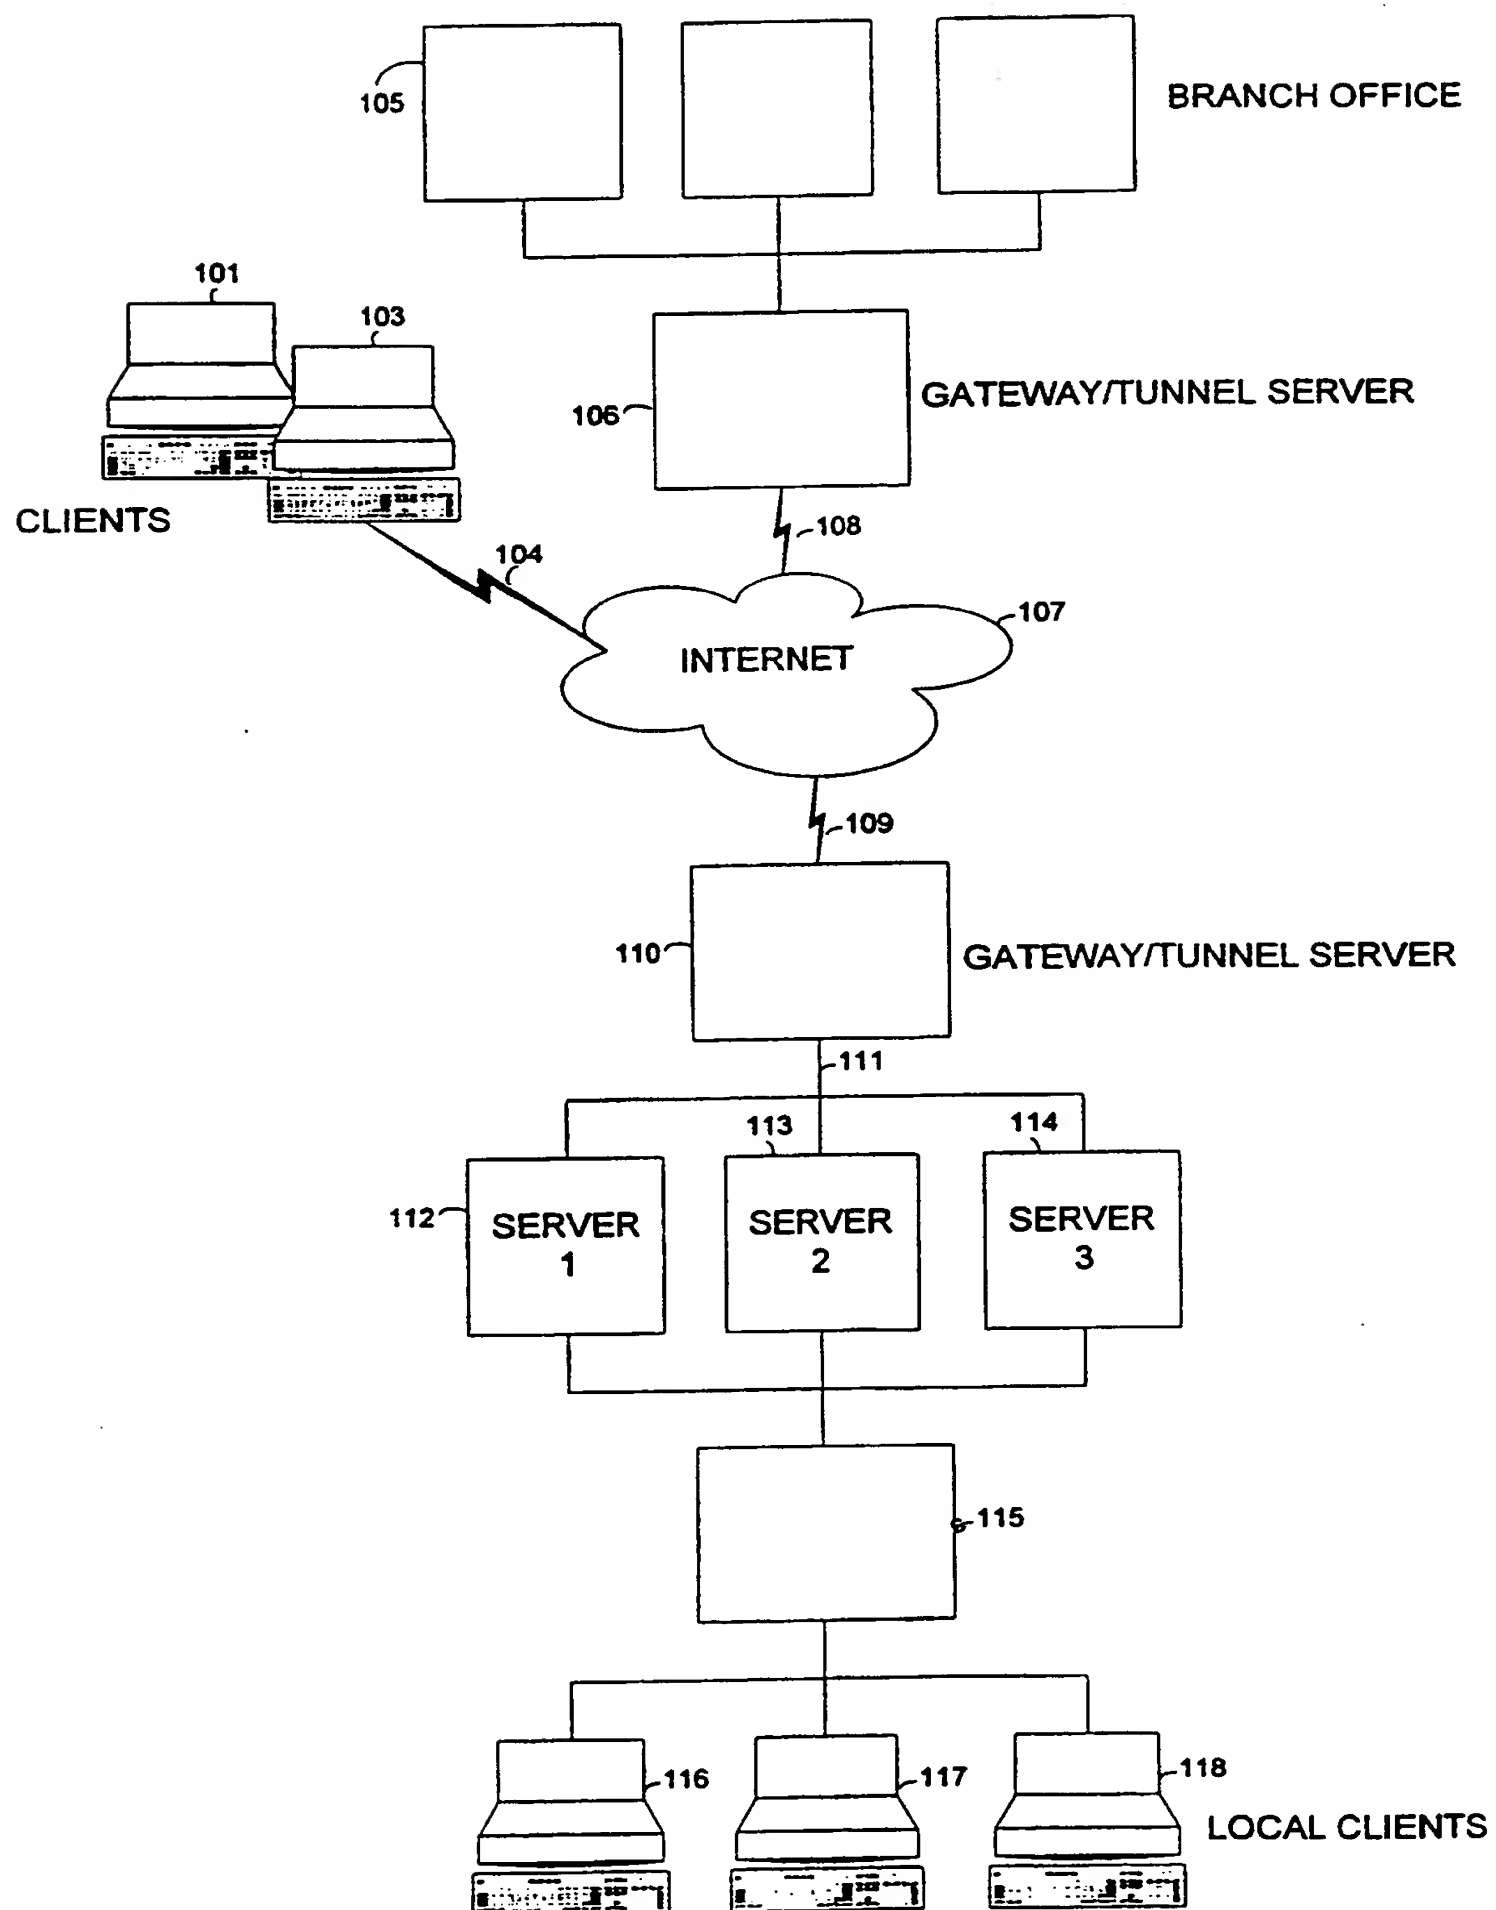 105
BRANCH OFFICE
101
103
106
GATEWAY/TUNNEL SERVER
CLIENTS
108
104
107
INTERNET
109
110
GATEWAY/TUNNEL SERVER
111
113
114
112
SERVER
1
SERVER
2
SERVER
3
115
116
117
118
LOCAL CLIENTS